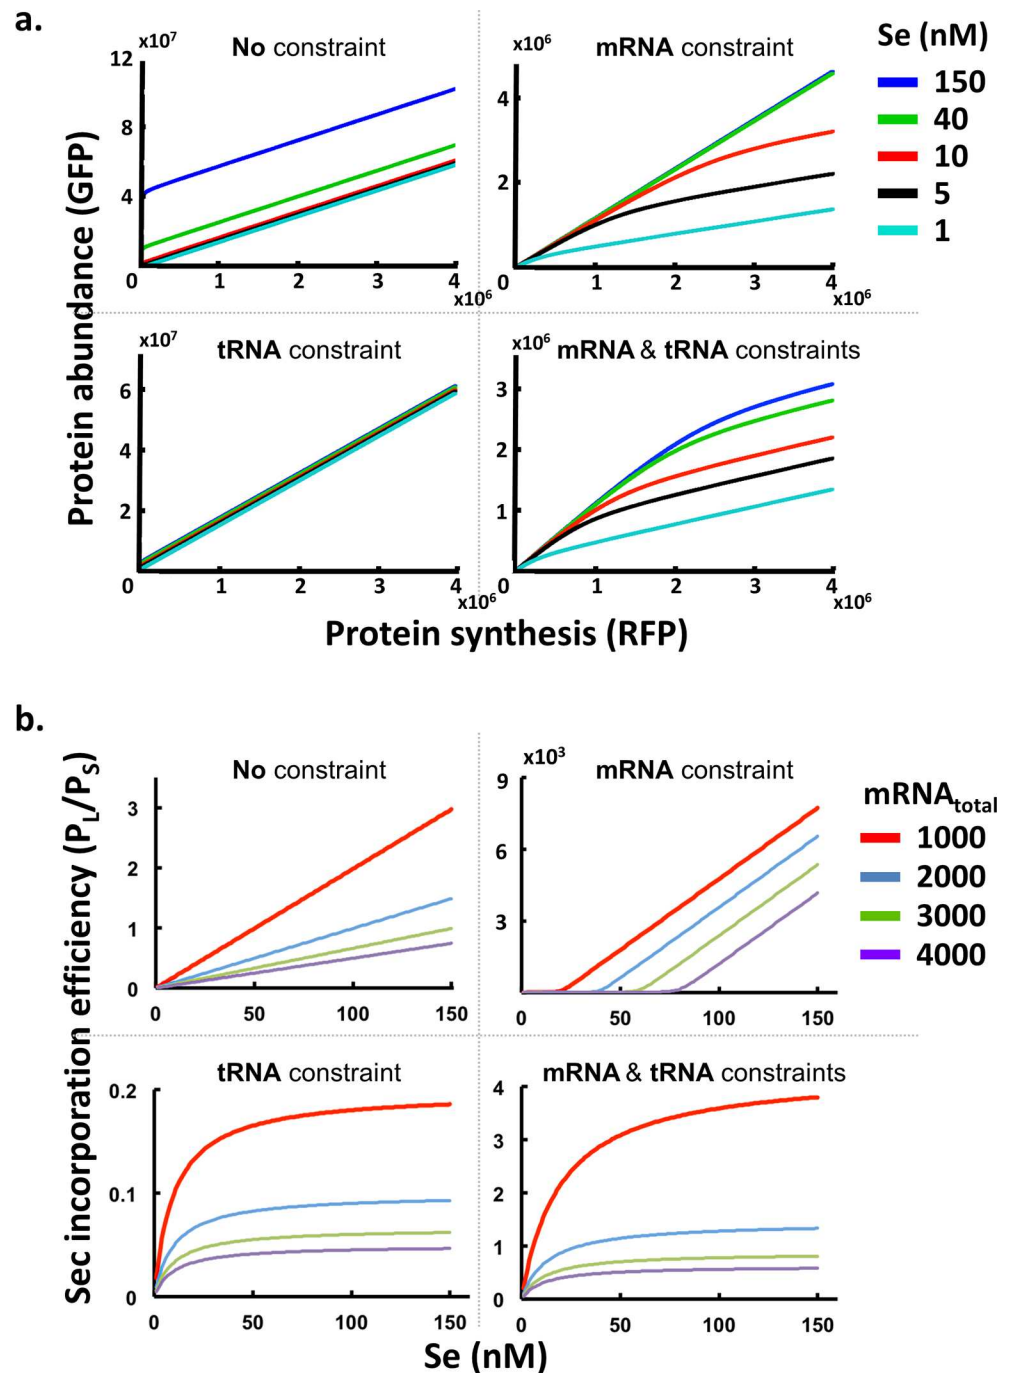 a.
Protein abundance (GFP)
x10⁷
No constraint
12
8
4
0 1 2 3 4
x10⁶
x10⁶
mRNA constraint
4
2
0 1 2 3 4
x10⁶
Se (nM)
150
40
10
5
1
x10⁷
tRNA constraint
6
4
2
0 1 2 3 4
x10⁶
x10⁶
mRNA & tRNA constraints
3
2
1
0 1 2 3 4
x10⁶
Protein synthesis (RFP)
b.
Sec incorporation efficiency (P_L/P_S)
No constraint
3
2
1
0
0 50 100 150
x10³
mRNA constraint
9
6
3
0 50 100 150
mRNA_total
1000
2000
3000
4000
tRNA constraint
0.2
0.1
0
0 50 100 150
mRNA & tRNA constraints
4
3
2
1
0
0 50 100 150
Se (nM)